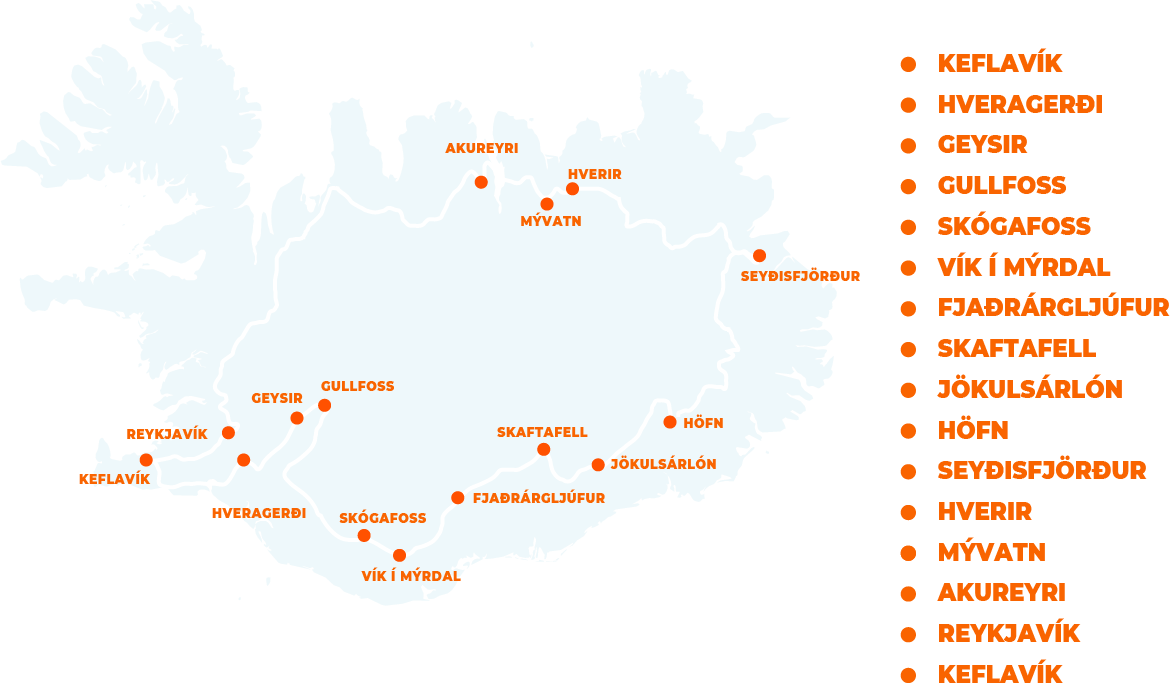 AKUREYRI
HVERIR
MÝVATN
SEYÐISFJÖRÐUR
GULLFOSS
GEYSIR
REYKJAVÍK
KEFLAVÍK
HVERAGERÐI
SKAFTAFELL
HÖFN
JÖKULSÁRLÓN
FJAÐRÁRGLJÚFUR
SKÓGAFOSS
VÍK Í MÝRDAL
KEFLAVÍK
HVERAGERÐI
GEYSIR
GULLFOSS
SKÓGAFOSS
VÍK Í MÝRDAL
FJAÐRÁRGLJÚFUR
SKAFTAFELL
JÖKULSÁRLÓN
HÖFN
SEYÐISFJÖRÐUR
HVERIR
MÝVATN
AKUREYRI
REYKJAVÍK
KEFLAVÍK